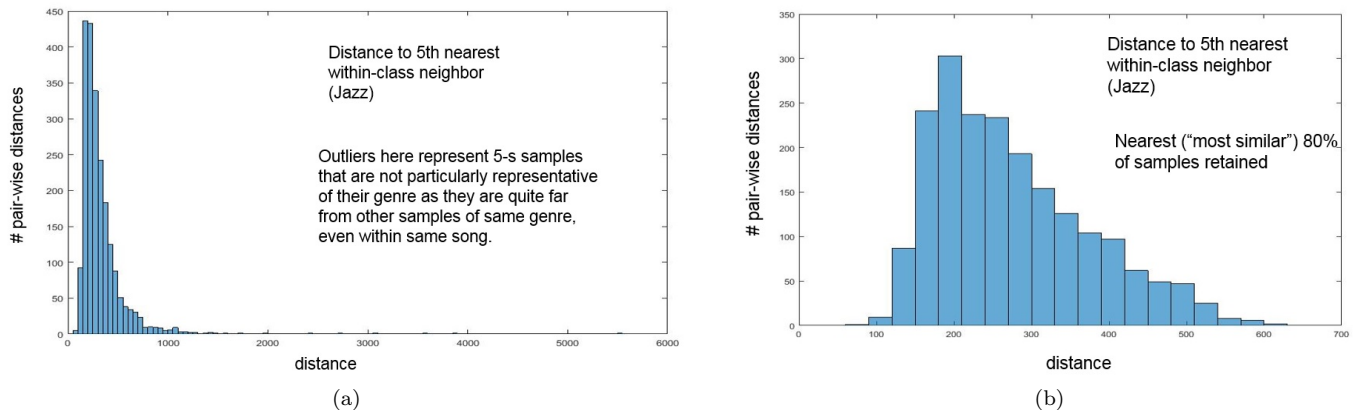 450
400
350
300
250
200
150
100
50
0
# pair-wise distances
Distance to 5th nearest
within-class neighbor
(Jazz)
Outliers here represent 5-s samples
that are not particularly representative
of their genre as they are quite far
from other samples of same genre,
even within same song.
0 1000 2000 3000 4000 5000 6000
distance
(a)
350
300
250
200
150
100
50
0
# pair-wise distances
Distance to 5th nearest
within-class neighbor
(Jazz)
Nearest (“most similar”) 80%
of samples retained
0 100 200 300 400 500 600 700
distance
(b)